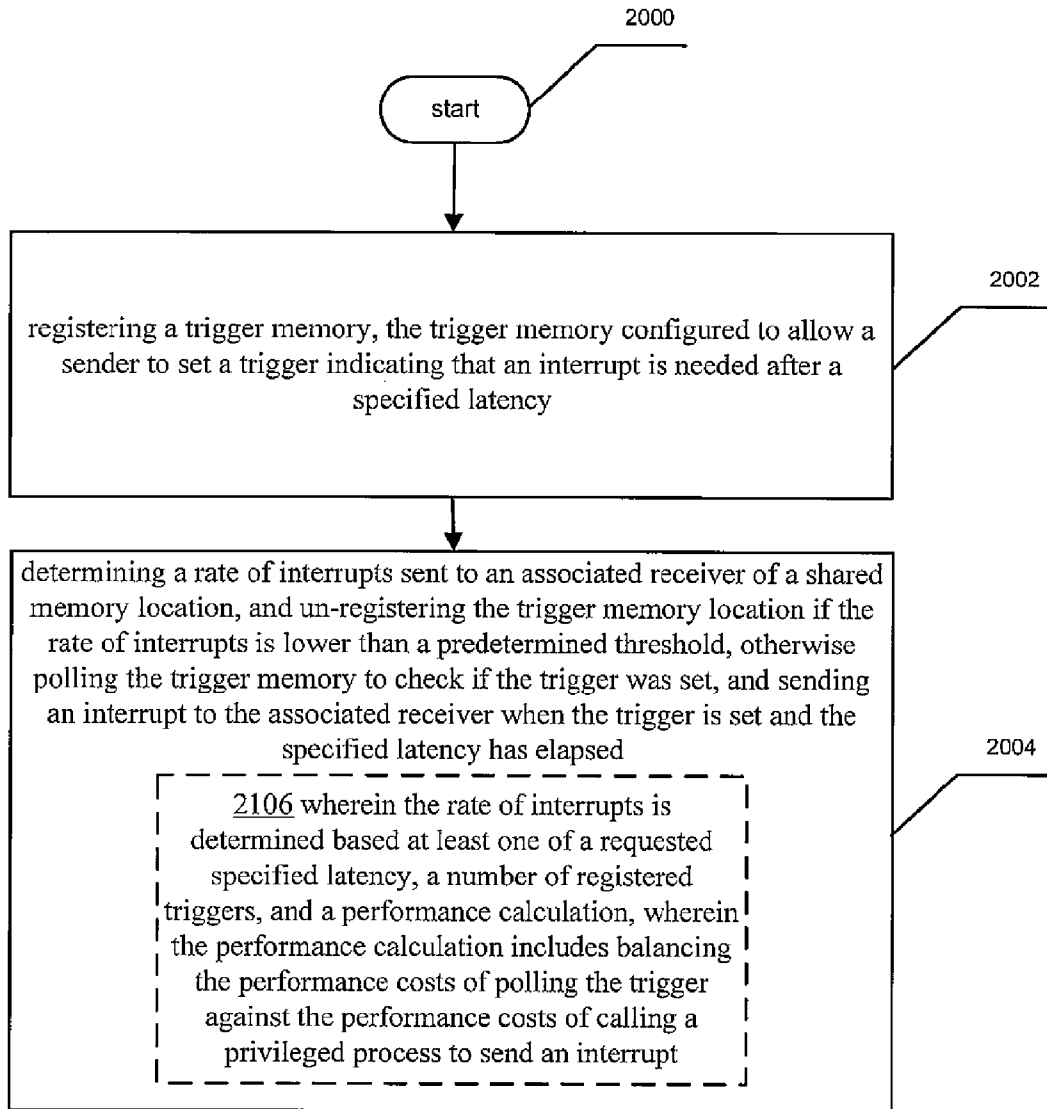 2000
start
2002
registering a trigger memory, the trigger memory configured to allow a
sender to set a trigger indicating that an interrupt is needed after a
specified latency
determining a rate of interrupts sent to an associated receiver of a shared
memory location, and un-registering the trigger memory location if the
rate of interrupts is lower than a predetermined threshold, otherwise
polling the trigger memory to check if the trigger was set, and sending
an interrupt to the associated receiver when the trigger is set and the
specified latency has elapsed
2004
2106 wherein the rate of interrupts is
determined based at least one of a requested
specified latency, a number of registered
triggers, and a performance calculation, wherein
the performance calculation includes balancing
the performance costs of polling the trigger
against the performance costs of calling a
privileged process to send an interrupt